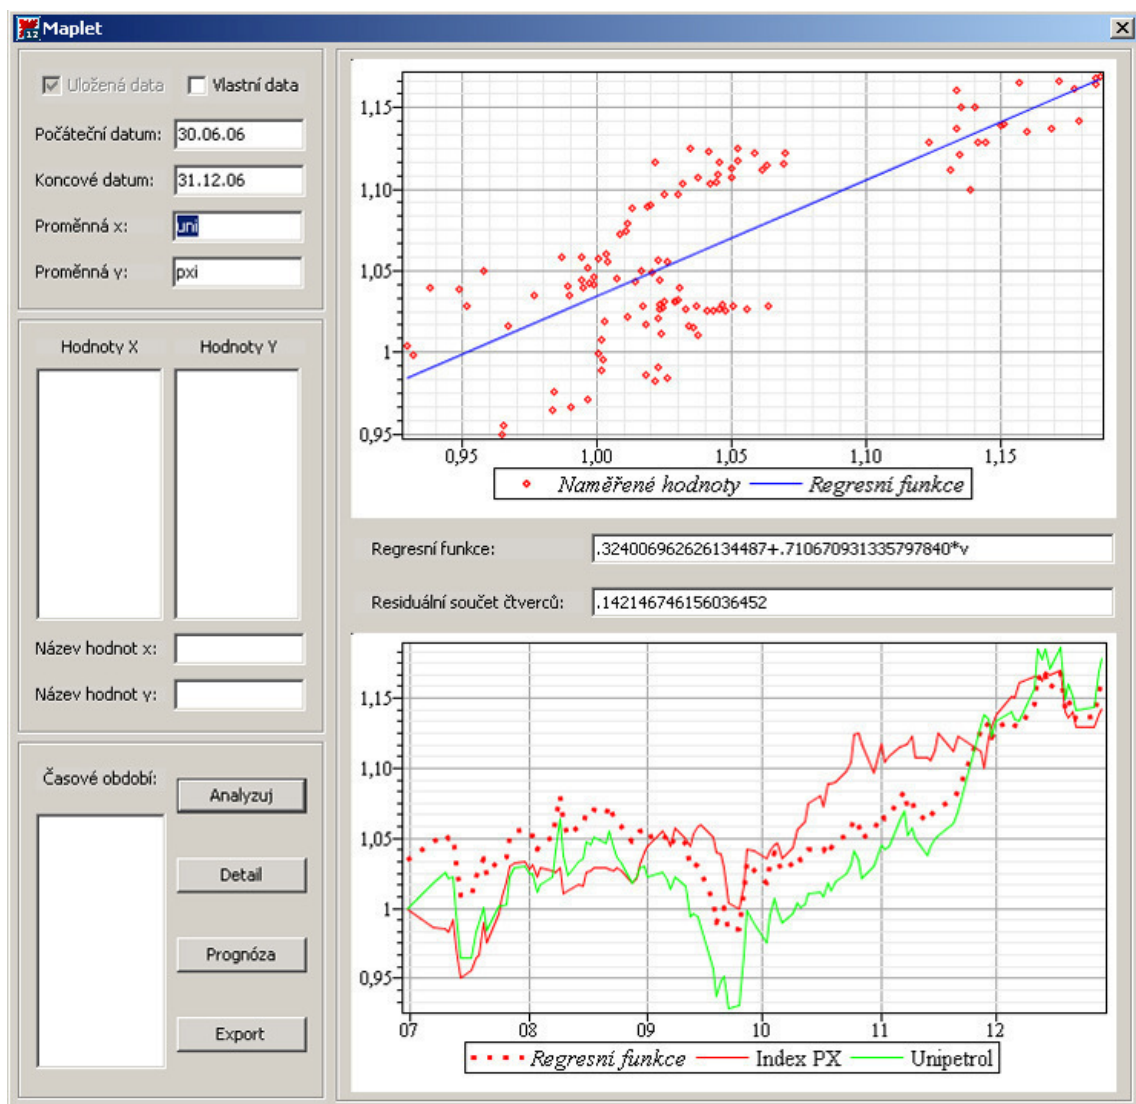 Maplet
Uložená data Vlastní data
Počáteční datum: 30.06.06
Koncové datum: 31.12.06
Proměnná x: uni
Proměnná y: pxi
Hodnoty X Hodnoty Y
Název hodnot x:
Název hodnot y:
Časové období:
Analyzuj
Detail
Prognóza
Export
1,15
1,10
1,05
1
0,95
0,95 1,00 1,05 1,10 1,15
Naměřené hodnoty Regresní funkce
Regresní funkce: .324006962626134487+.710670931335797840*v
Residuální součet čtverců: .142146746156036452
1,15
1,10
1,05
1
0,95
07 08 09 10 11 12
Regresní funkce Index PX Unipetrol